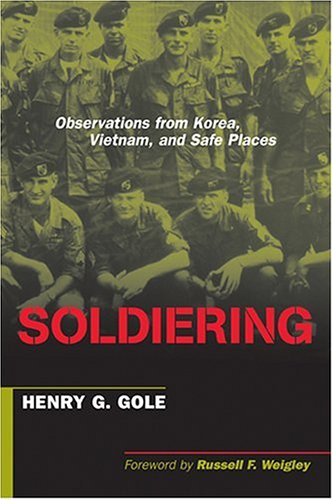 Observations from Korea,
Vietnam, and Safe Places
SOLDIERING
HENRY G. GOLE
Foreword by Russell F. Weigley